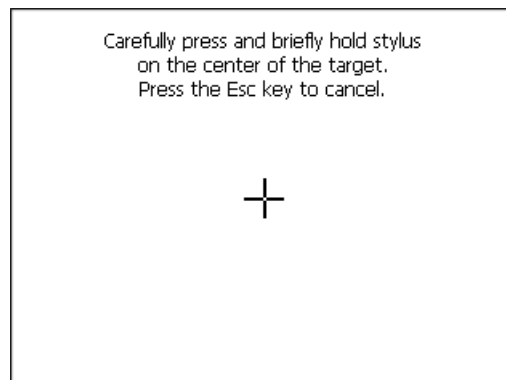 Carefully press and briefly hold stylus
on the center of the target.
Press the Esc key to cancel.